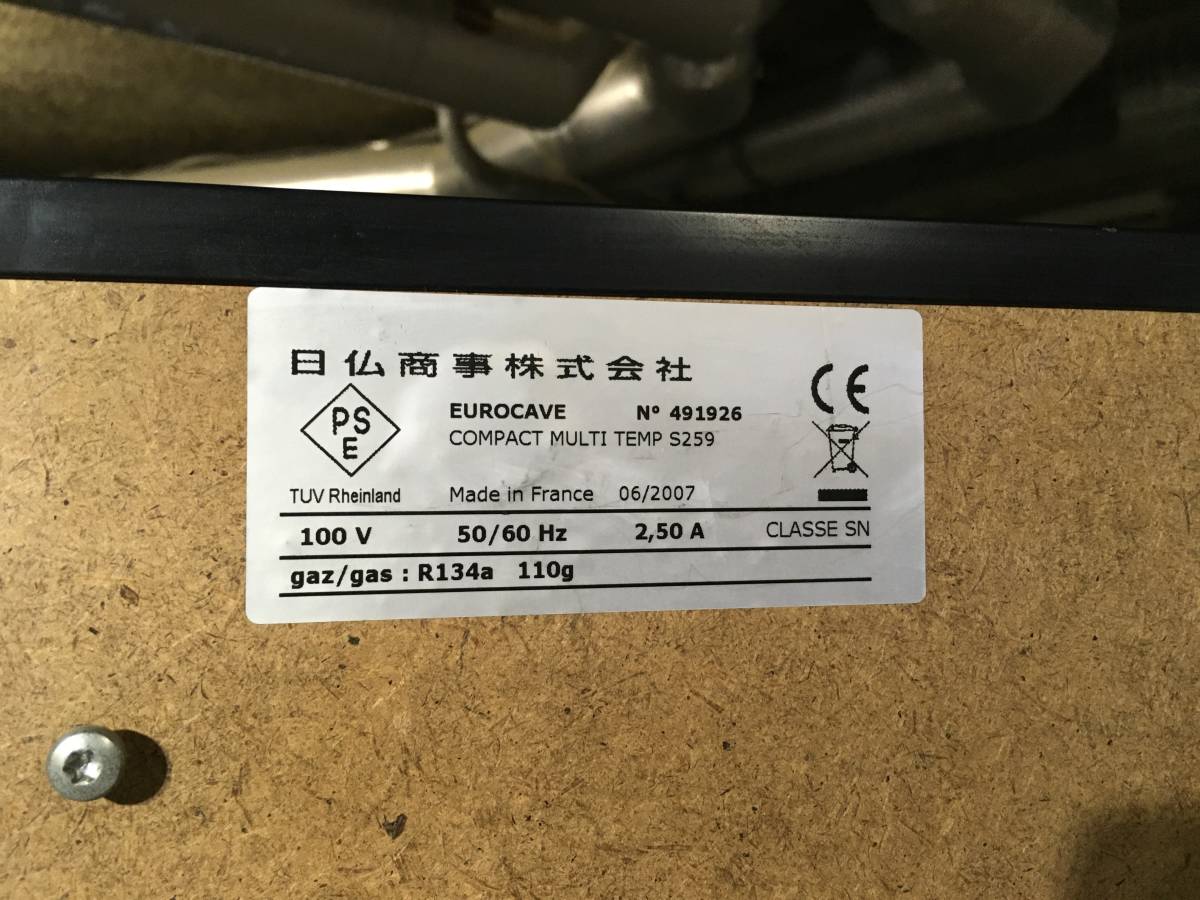 日仏商事株式会社
PS
E
EUROCAVE N° 491926
COMPACT MULTI TEMP S259
CE
TUV Rheinland Made in France 06/2007
100 V 50/60 Hz 2,50 A CLASSE SN
gaz/gas : R134a 110g